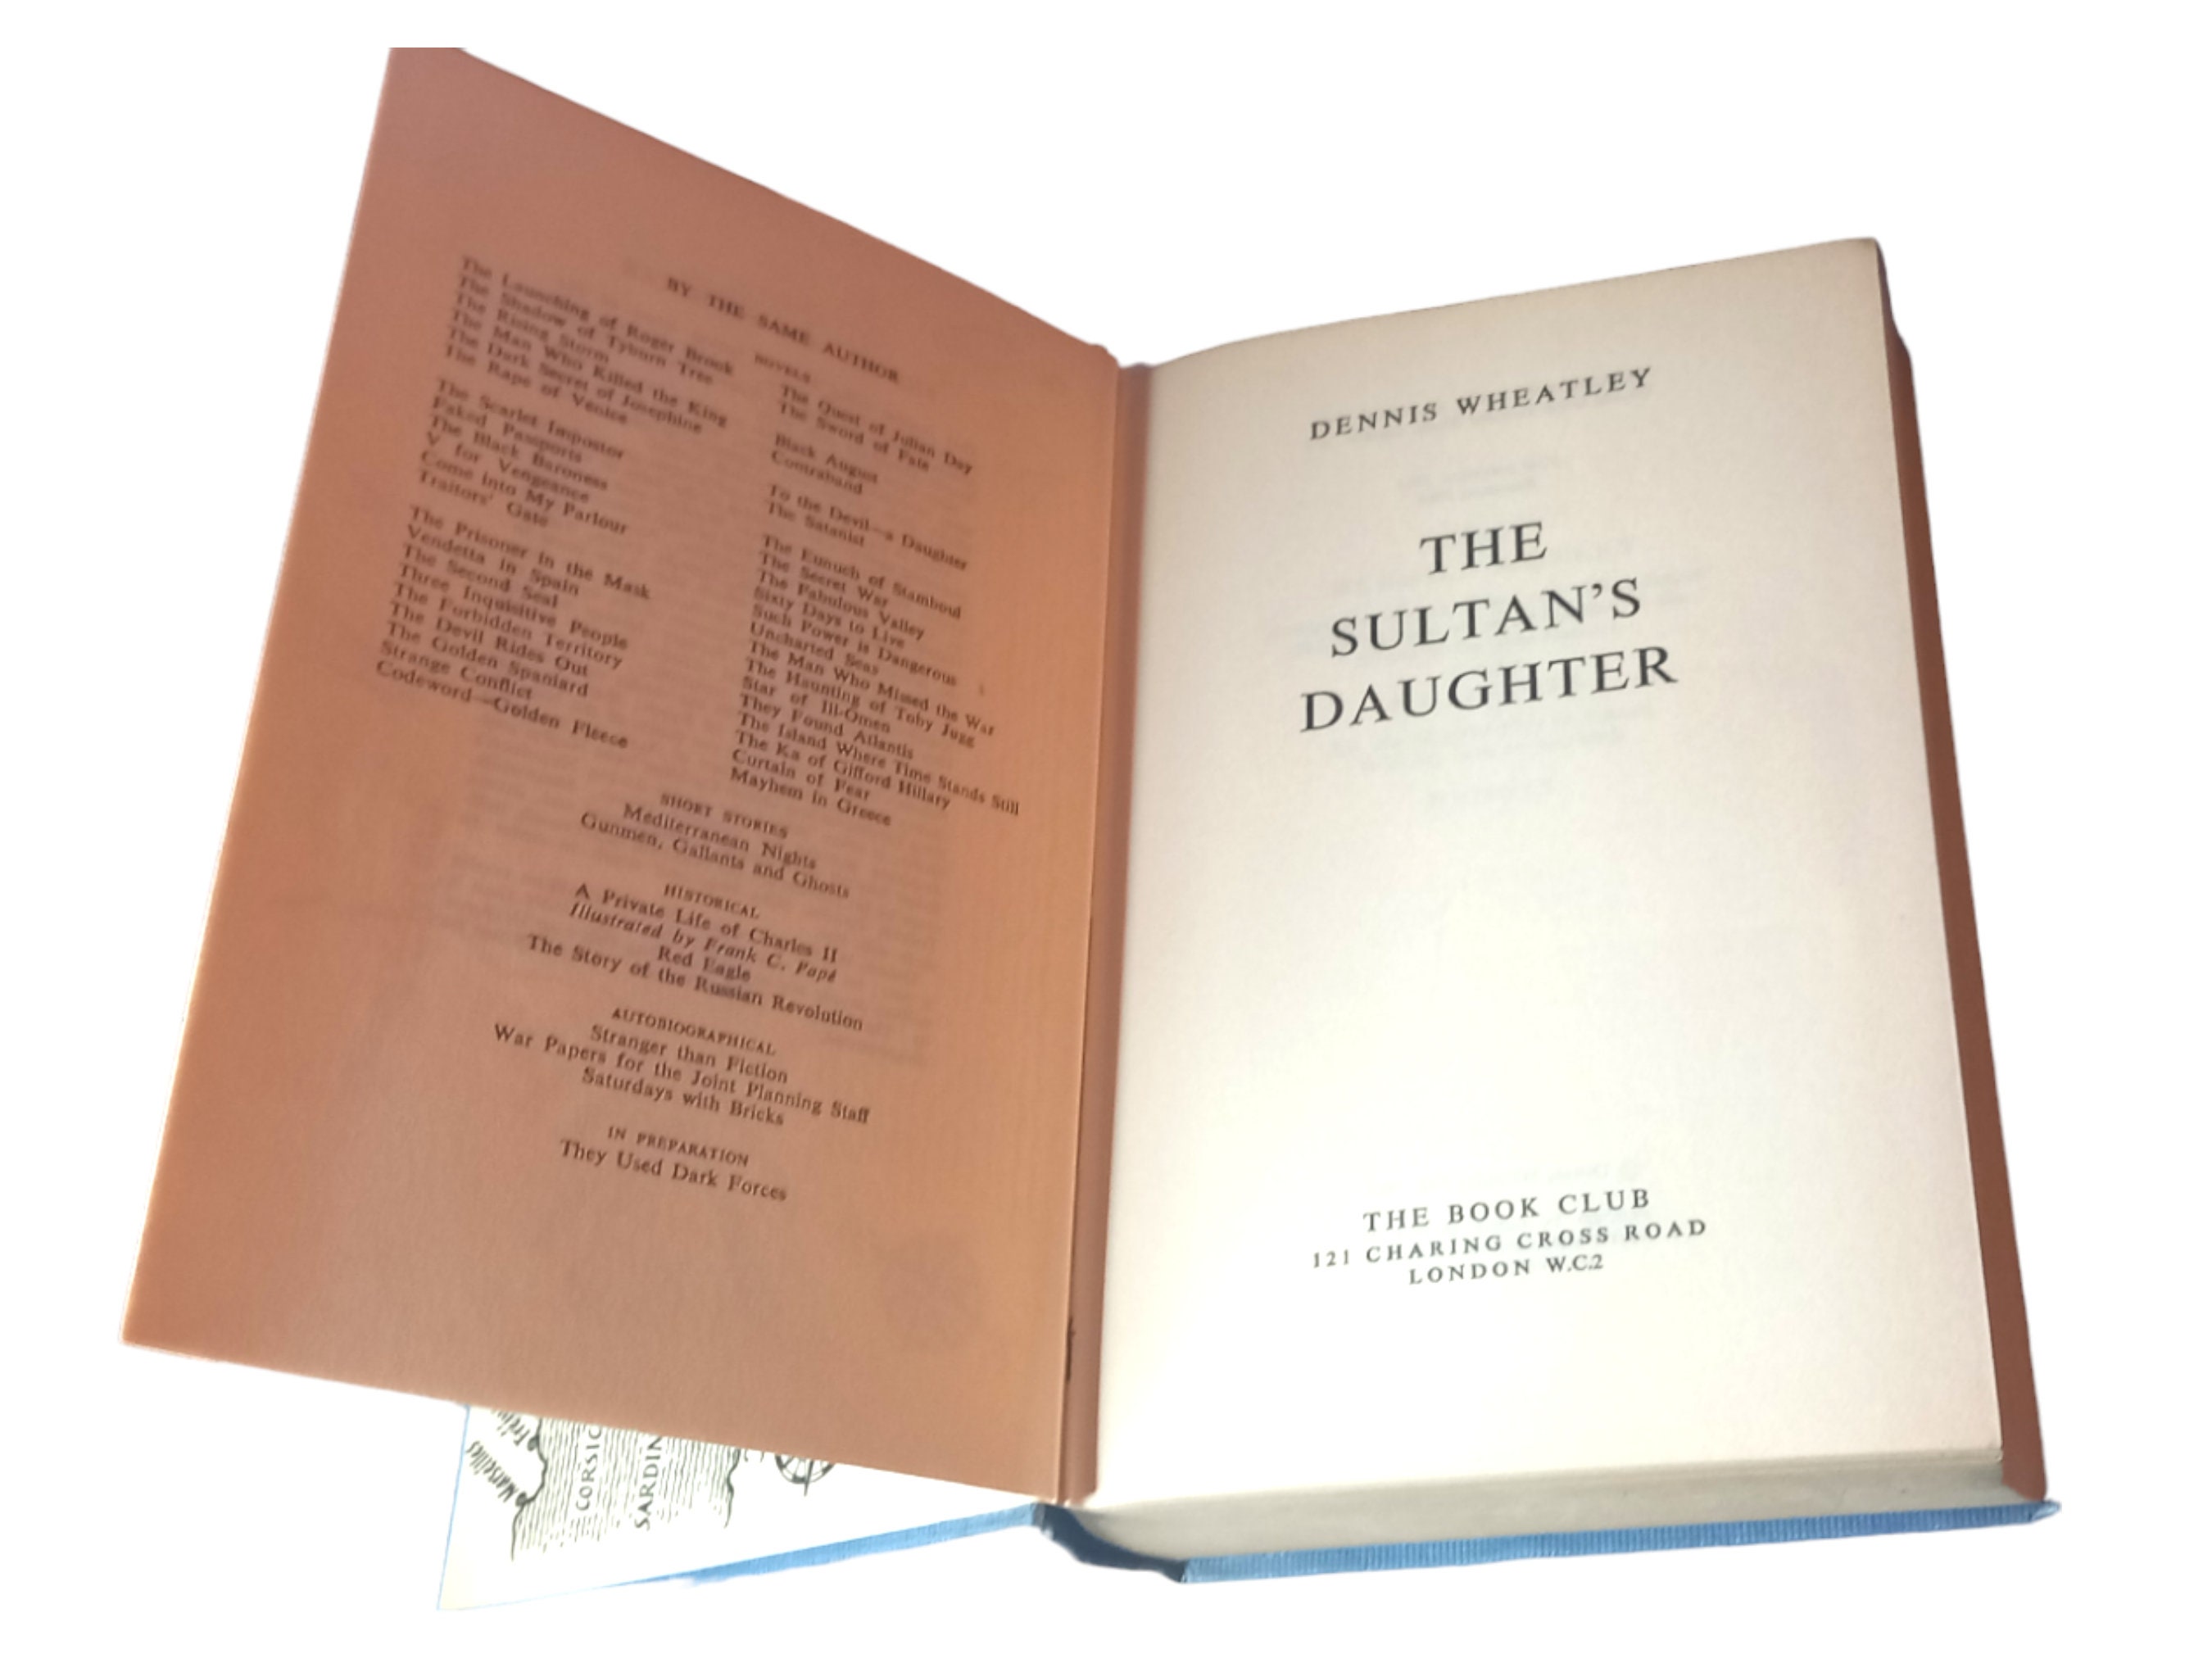 BY THE SAME AUTHOR
NOVELS
The Launching of Roger Brook
The Shadow of Tyburn Tree
The Rising Storm
The Man Who Killed the King
The Dark Secret of Josephine
The Rape of Venice
The Scarlet Impostor
Faked Passports
The Black Baroness
V for Vengeance
Come into My Parlour
Traitors' Gate
The Prisoner in the Mask
Vendetta in Spain
The Second Seal
Three Inquisitive People
The Forbidden Territory
The Devil Rides Out
The Golden Spaniard
Strange Conflict
Codeword—Golden Fleece
The Quest of Julian Day
The Sword of Fate
Black August
Contraband
To the Devil—a Daughter
The Satanist
The Eunuch of Stamboul
The Secret War
The Fabulous Valley
Sixty Days to Live
Such Power is Dangerous
Uncharted Seas
The Man Who Missed the War
The Haunting of Toby Jugg
Star of Ill-Omen
They Found Atlantis
The Island Where Time Stands Still
The Ka of Gifford Hillary
Curtain of Fear
Mayhem in Greece
SHORT STORIES
Mediterranean Nights
Gunmen, Gallants and Ghosts
HISTORICAL
A Private Life of Charles II
Illustrated by Frank C. Papé
Red Eagle
The Story of the Russian Revolution
AUTOBIOGRAPHICAL
Stranger than Fiction
War Papers for the Joint Planning Staff
Saturdays with Bricks
IN PREPARATION
They Used Dark Forces
DENNIS WHEATLEY
THE
SULTAN'S
DAUGHTER
THE BOOK CLUB
121 CHARING CROSS ROAD
LONDON W.C.2
Marseilles
CORSIC
SARDIN